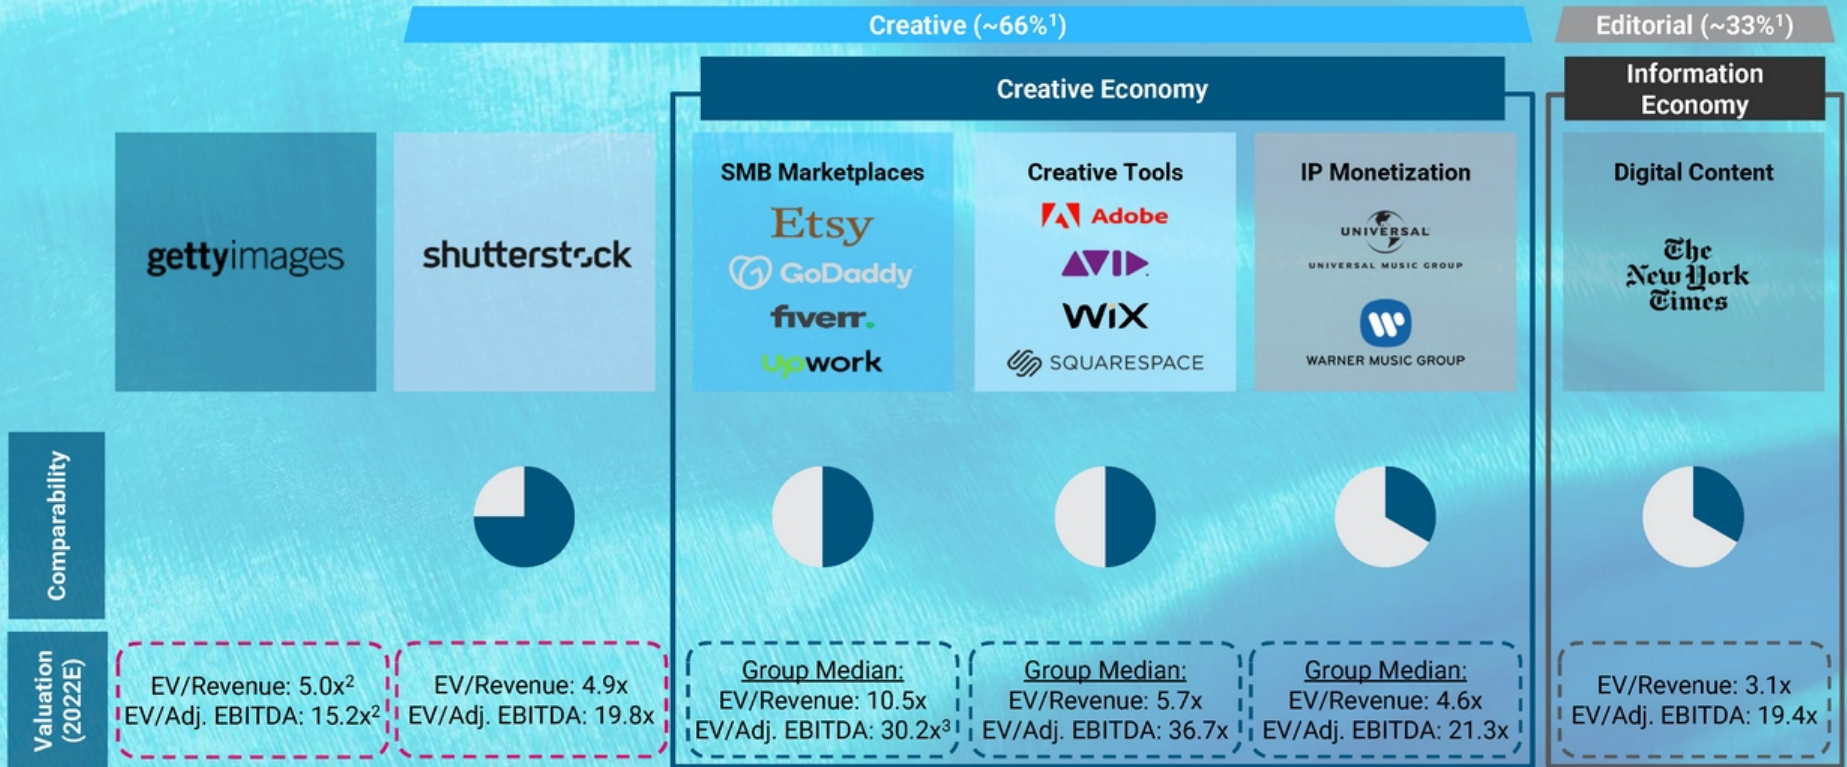 Creative (~66%¹)
Editorial (~33%¹)
Creative Economy
Information
Economy
gettyimages
shutterstock
SMB Marketplaces
Etsy
GoDaddy
fiverr.
upwork
Creative Tools
Adobe
AVID
WiX
SQUARESPACE
IP Monetization
UNIVERSAL
UNIVERSAL MUSIC GROUP
WARNER MUSIC GROUP
Digital Content
The
New York
Times
Comparability
Valuation
(2022E)
EV/Revenue: 5.0x²
EV/Adj. EBITDA: 15.2x²
EV/Revenue: 4.9x
EV/Adj. EBITDA: 19.8x
Group Median:
EV/Revenue: 10.5x
EV/Adj. EBITDA: 30.2x³
Group Median:
EV/Revenue: 5.7x
EV/Adj. EBITDA: 36.7x
Group Median:
EV/Revenue: 4.6x
EV/Adj. EBITDA: 21.3x
EV/Revenue: 3.1x
EV/Adj. EBITDA: 19.4x